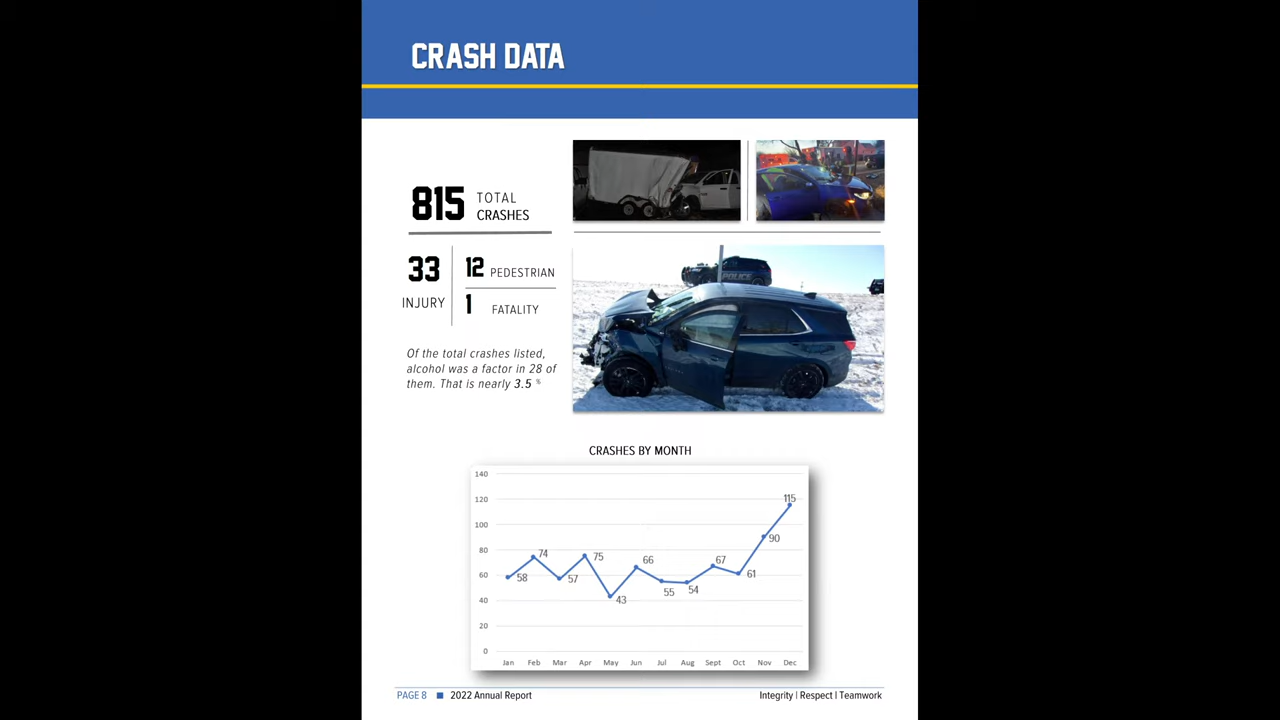 CRASH DATA
815 TOTAL
CRASHES
33
INJURY
12 PEDESTRIAN
1 FATALITY
Of the total crashes listed,
alcohol was a factor in 28 of
them. That is nearly 3.5 %
POLICE
CRASHES BY MONTH
140
120
100
80
60
40
20
0
58
74
57
75
43
66
55
54
67
61
90
115
Jan Feb Mar Apr May Jun Jul Aug Sept Oct Nov Dec
PAGE 8 ■ 2022 Annual Report
Integrity | Respect | Teamwork